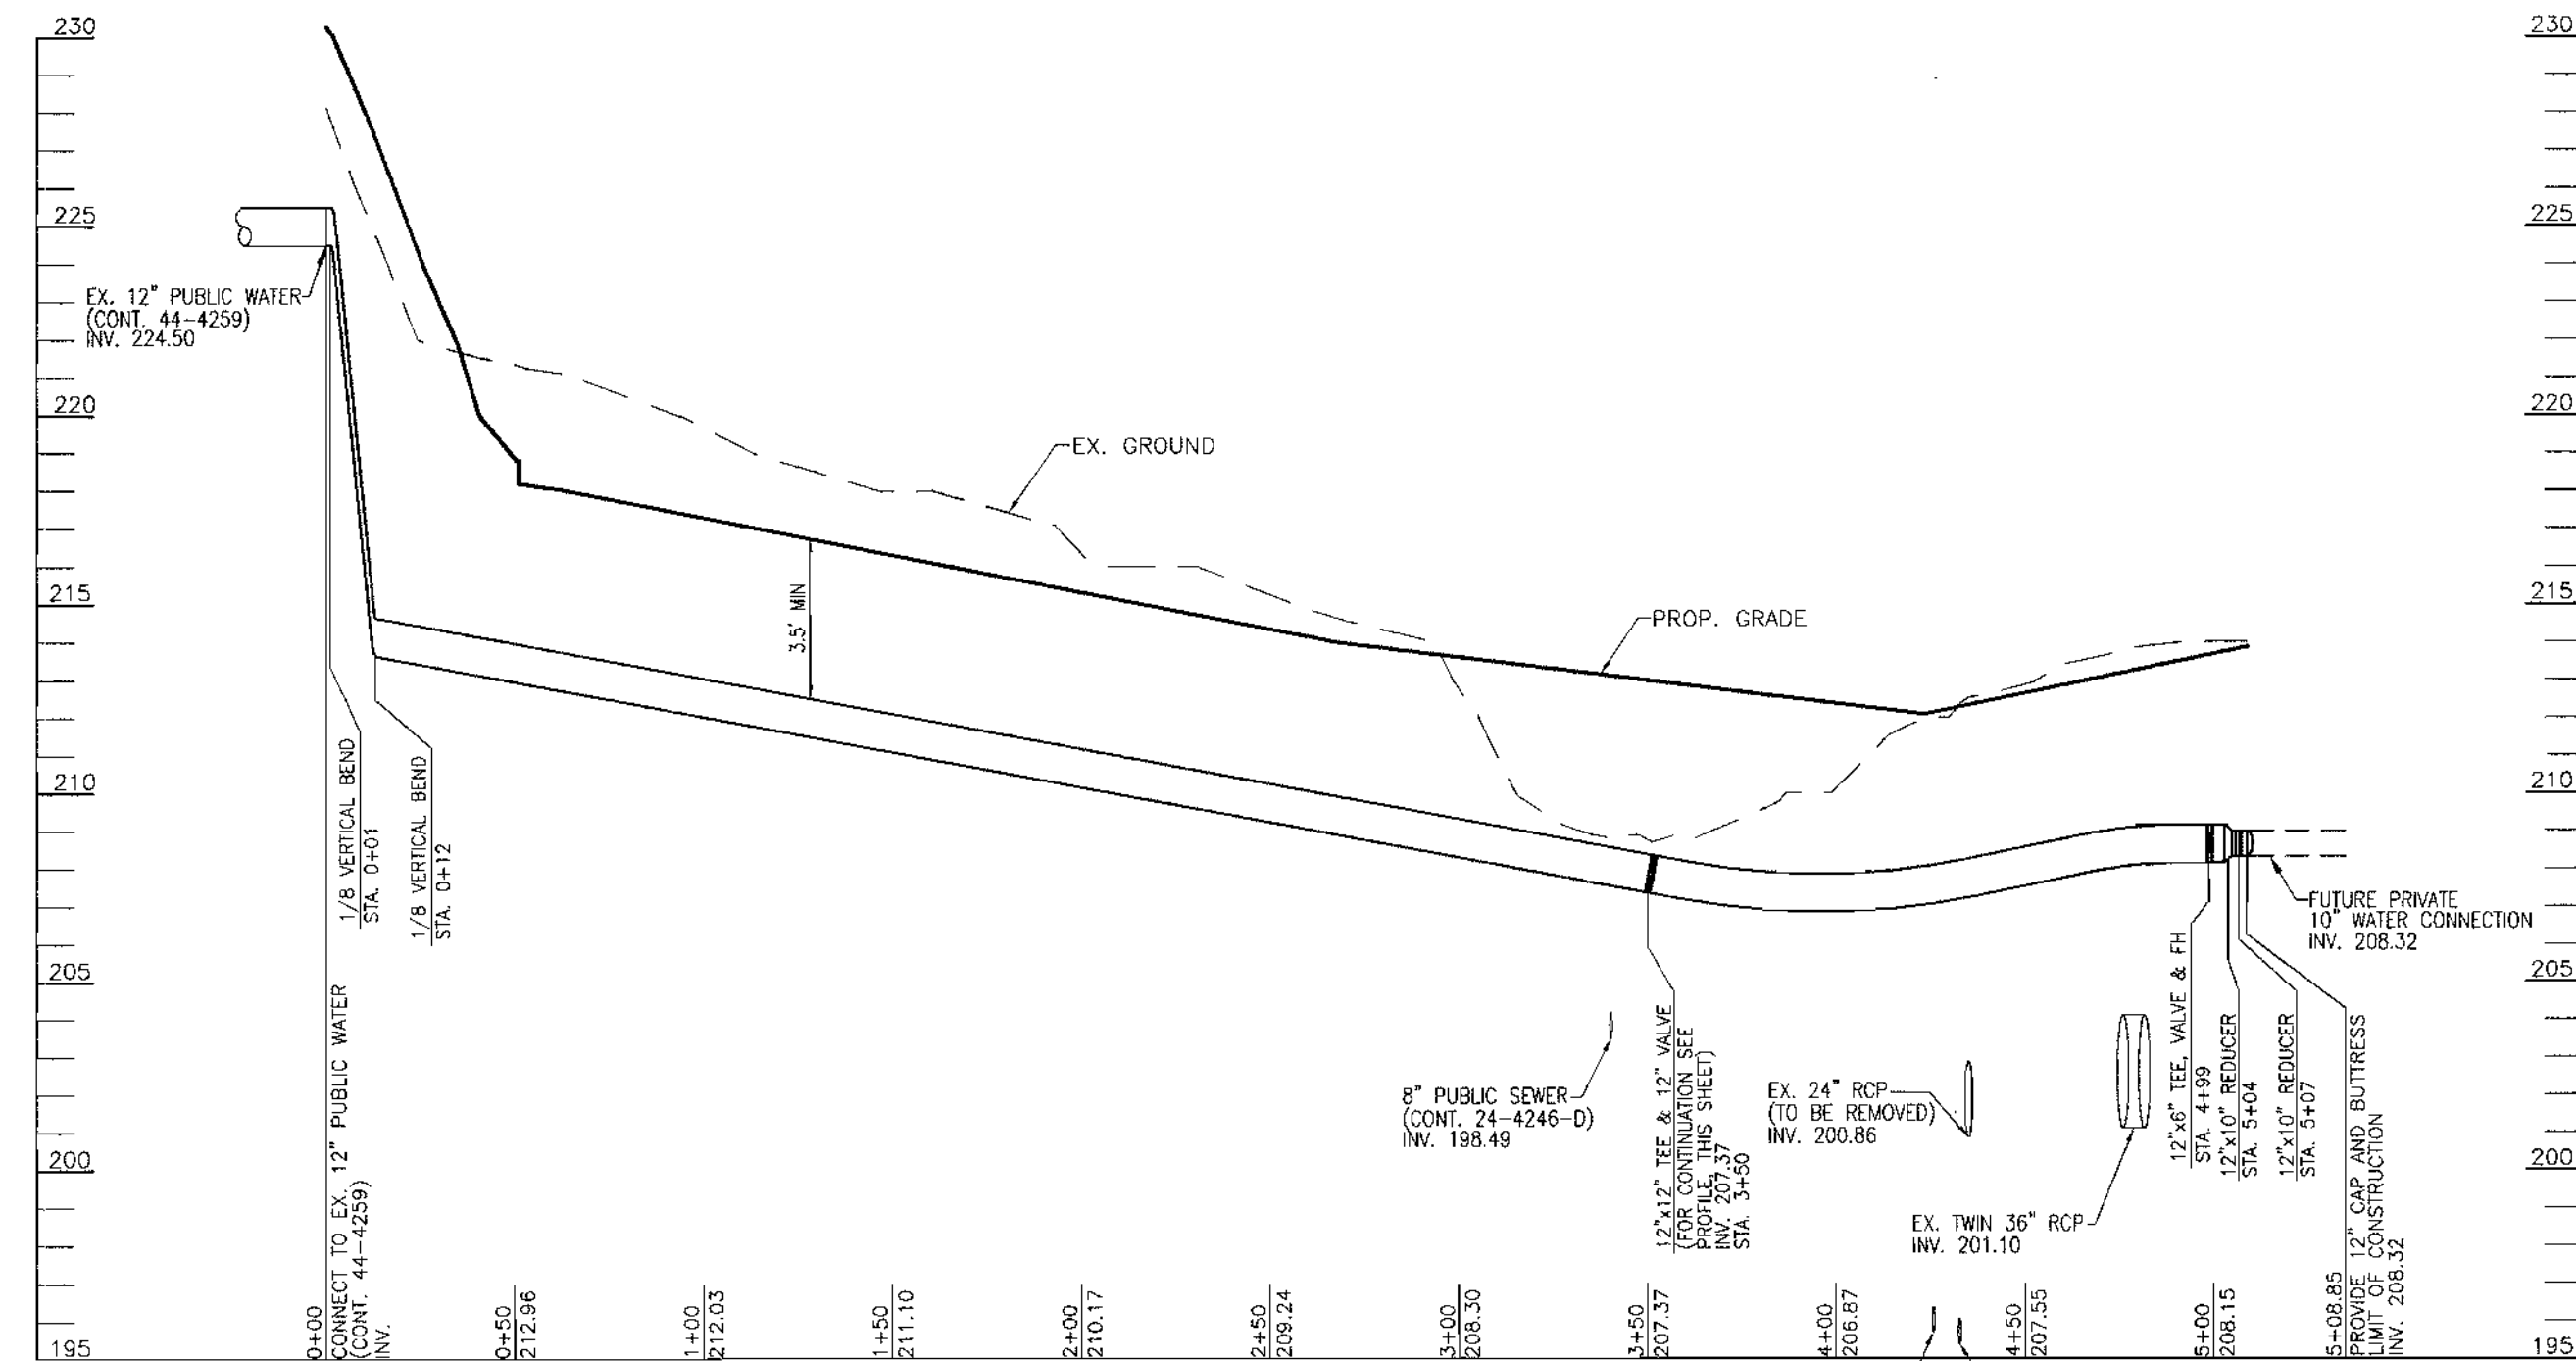 230
225
220
215
210
205
200
195
230
225
220
215
210
205
200
195
EX. 12" PUBLIC WATER
(CONT. 44-4259)
INV. 224.50
EX. GROUND
PROP. GRADE
3.5' MIN
1/8 VERTICAL BEND
STA. 0+01
1/8 VERTICAL BEND
STA. 0+12
CONNECT TO EX. 12" PUBLIC WATER
(CONT. 44-4259)
INV.
8" PUBLIC SEWER
(CONT. 24-4246-D)
INV. 198.49
12"x12" TEE & 12" VALVE
(FOR CONTINUATION SEE
PROFILE, THIS SHEET)
INV. 207.37
STA. 3+50
EX. 24" RCP
(TO BE REMOVED)
INV. 200.86
EX. TWIN 36" RCP
INV. 201.10
12"x6" TEE, VALVE & FH
STA. 4+99
12"x10" REDUCER
STA. 5+04
12"x10" REDUCER
STA. 5+07
FUTURE PRIVATE
10" WATER CONNECTION
INV. 208.32
PROVIDE 12" CAP AND BUTTRESS
LIMIT OF CONSTRUCTION
INV. 208.32
0+00
0+50
212.96
1+00
212.03
1+50
211.10
2+00
210.17
2+50
209.24
3+00
208.30
3+50
207.37
4+00
206.87
4+50
207.55
5+00
208.15
5+08.85